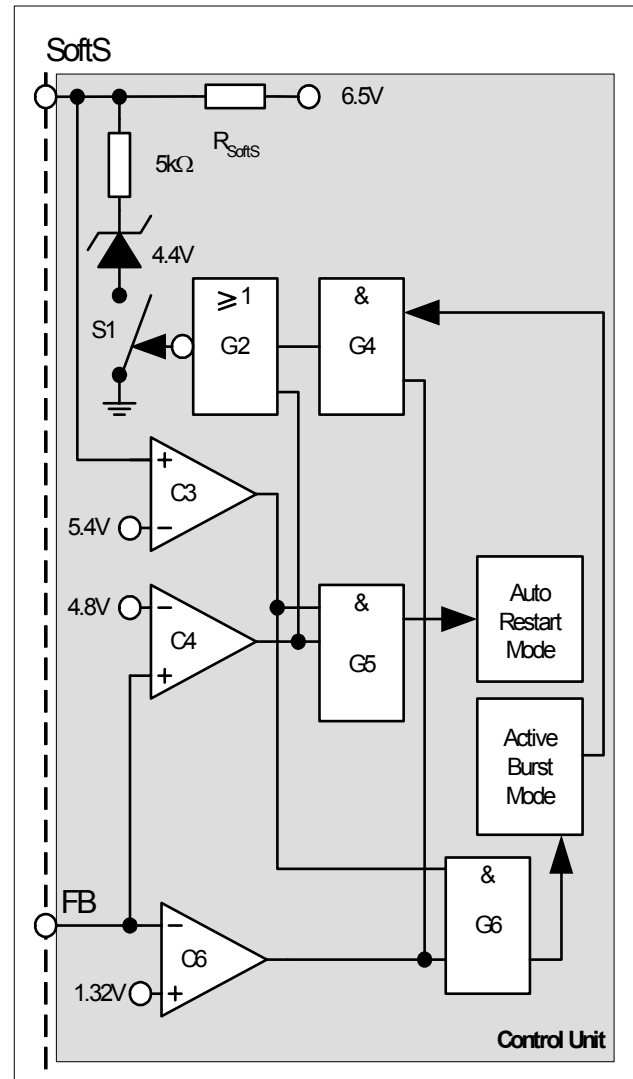 SoftS
6.5V
R_SoftS
5kΩ
4.4V
S1
≥1
G2
&
G4
+
C3
5.4V
−
4.8V
−
C4
+
&
G5
Auto
Restart
Mode
Active
Burst
Mode
FB
−
C6
1.32V
+
&
G6
Control Unit